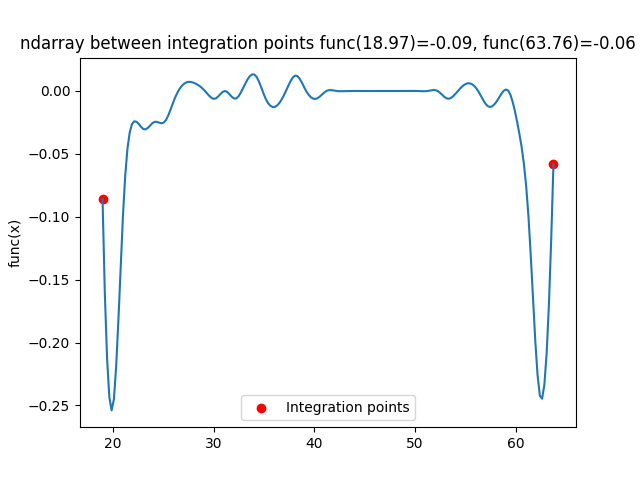 ndarray between integration points func(18.97)=-0.09, func(63.76)=-0.06
0.00
−0.05
−0.10
−0.15
−0.20
−0.25
func(x)
Integration points
20 30 40 50 60